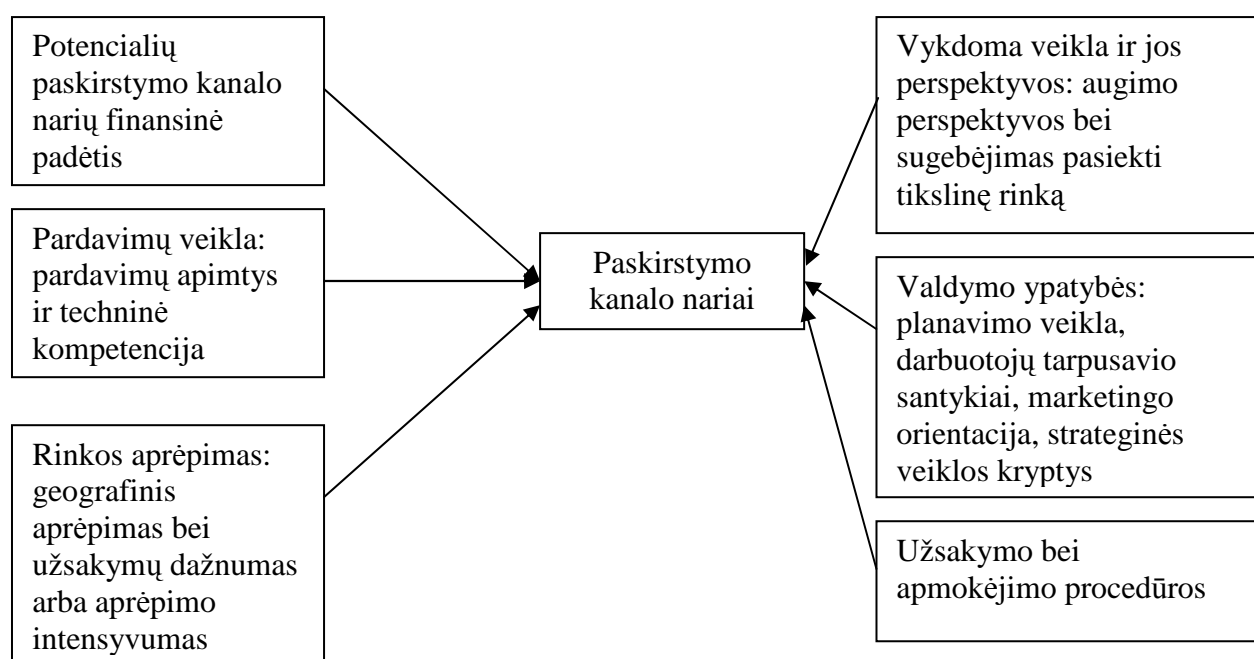 Potencialių
paskirstymo kanalo
narių finansinė
padėtis
Pardavimų veikla:
pardavimų apimtys
ir techninė
kompetencija
Rinkos aprėpimas:
geografinis
aprėpimas bei
užsakymų dažnumas
arba aprėpimo
intensyvumas
Paskirstymo
kanalo nariai
Vykdoma veikla ir jos
perspektyvos: augimo
perspektyvos bei
sugebėjimas pasiekti
tikslinę rinką
Valdymo ypatybės:
planavimo veikla,
darbuotojų tarpusavio
santykiai, marketingo
orientacija, strateginės
veiklos kryptys
Užsakymo bei
apmokėjimo procedūros